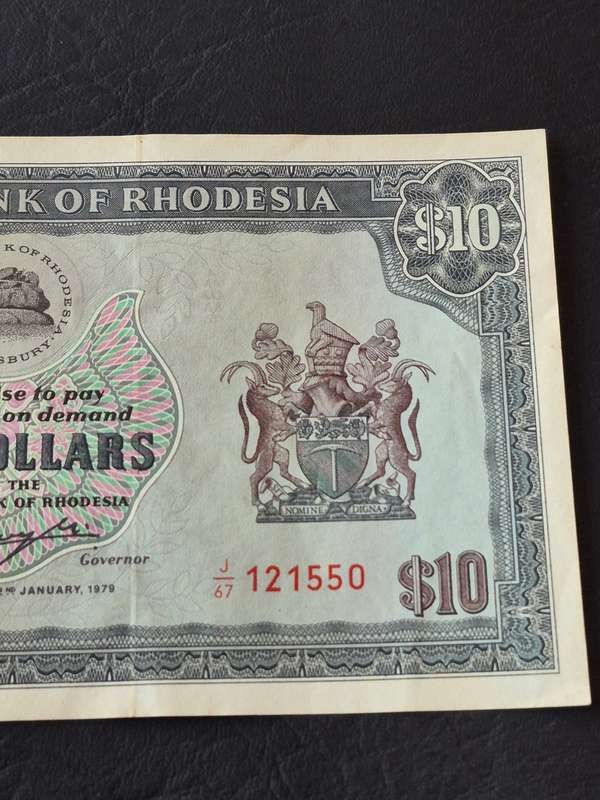 NK OF RHODESIA
$10
K OF RHODESIA
SBURY
se to pay
on demand
OLLARS
THE
K OF RHODESIA
Governor
ND JANUARY, 1979
NOMINE DIGNA
J/67 121550
$10